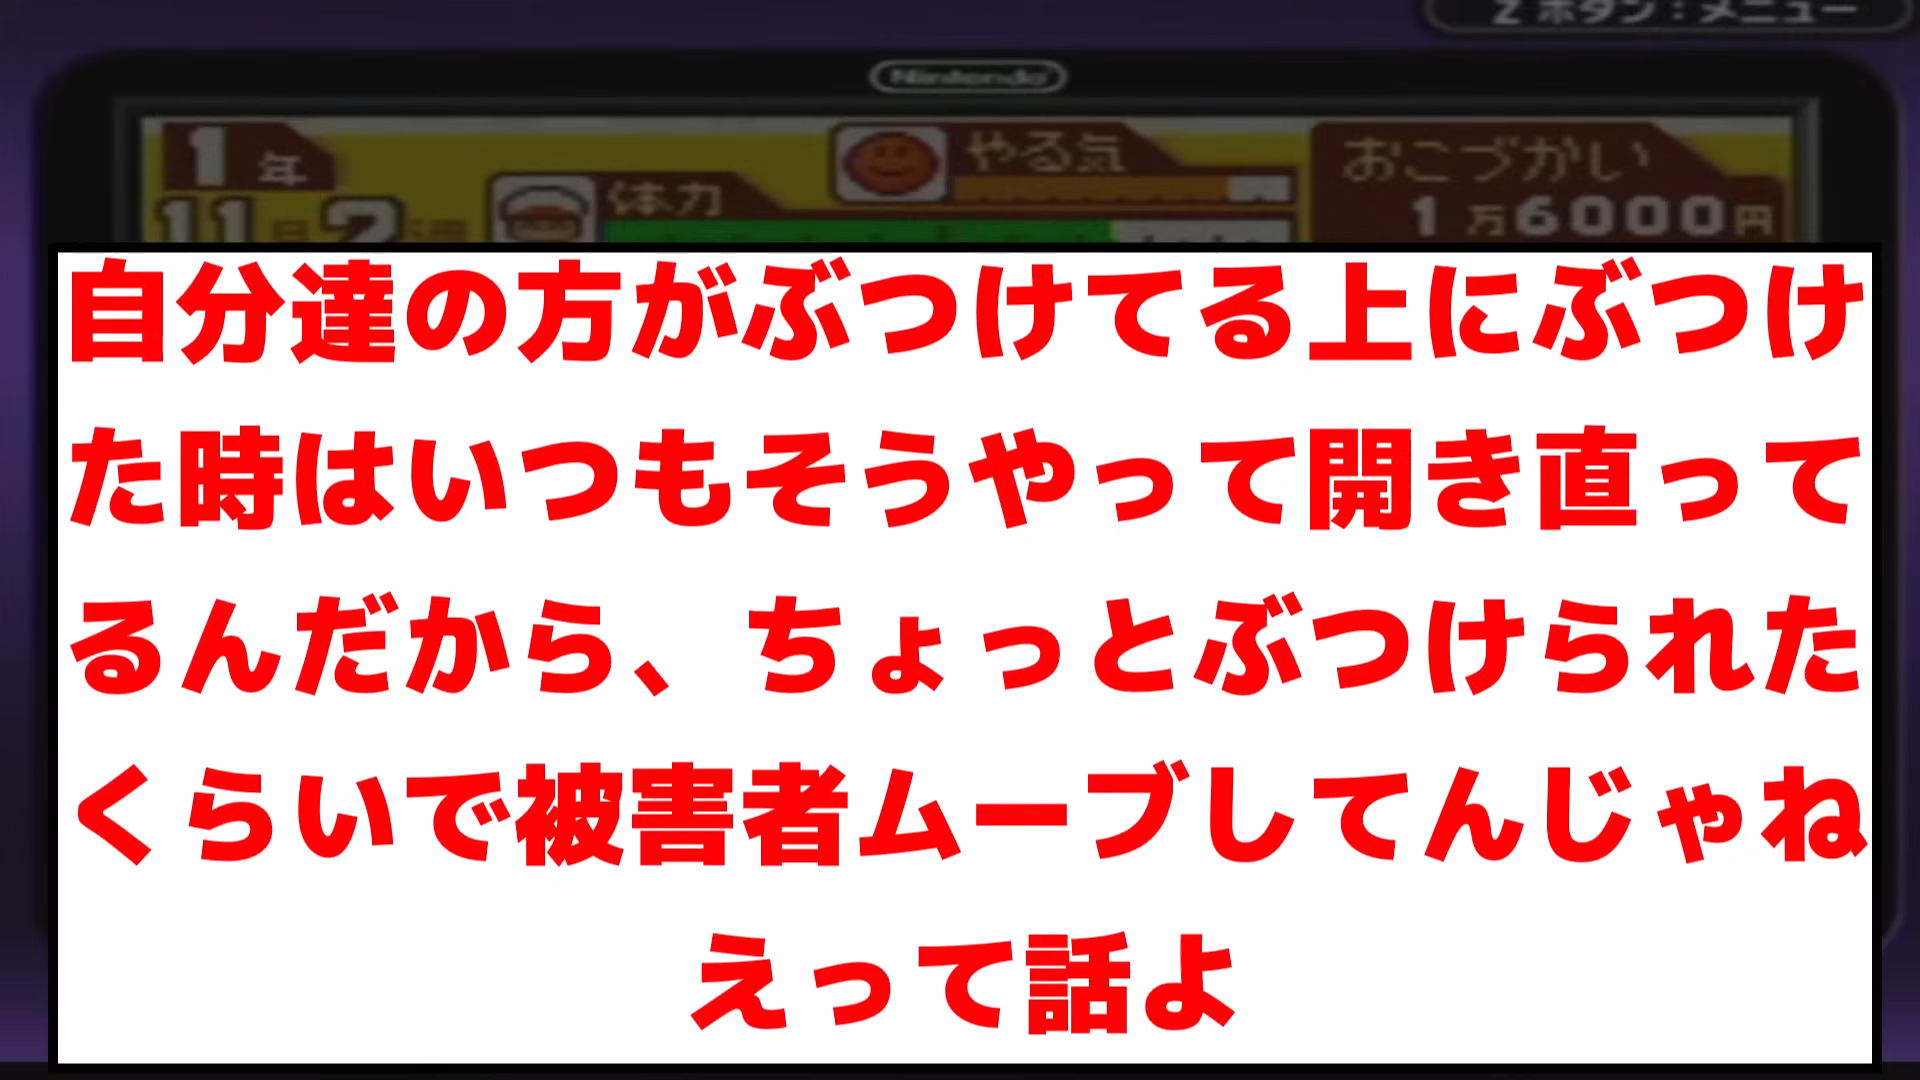 Z ボタン：メニュー
Nintendo
1年
やる気
おこづかい
体力
11月2週
1万6000円
自分達の方がぶつけてる上にぶつけ
た時はいつもそうやって開き直って
るんだから、ちょっとぶつけられた
くらいで被害者ムーブしてんじゃね
えって話よ